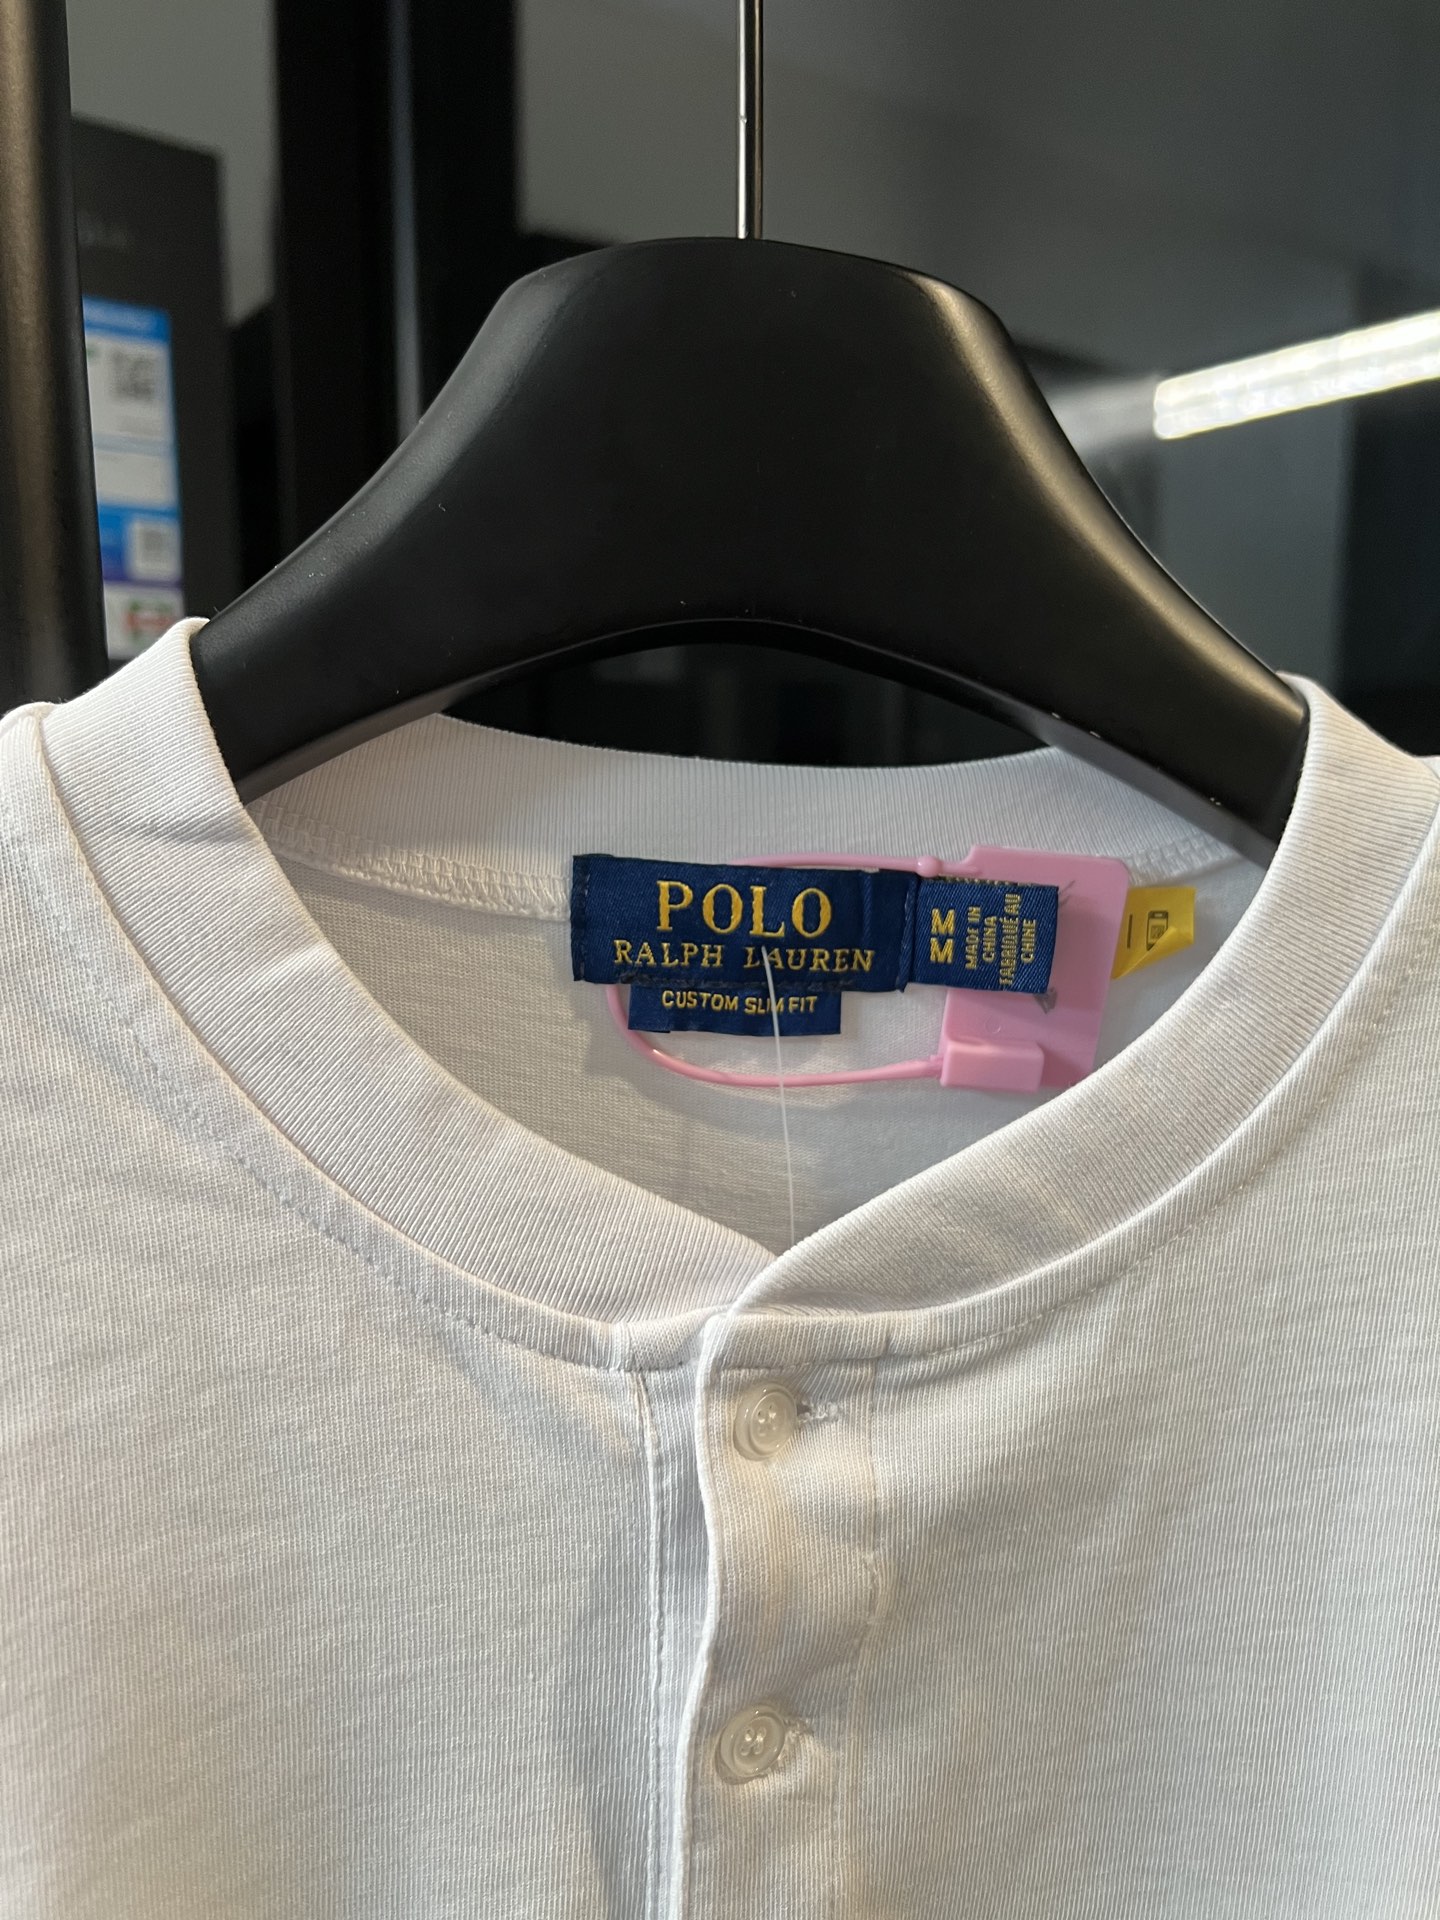 POLO
RALPH LAUREN
CUSTOM SLIM FIT
M
M
MADE IN
CHINA
FABRIQUÉ AU
CHINE